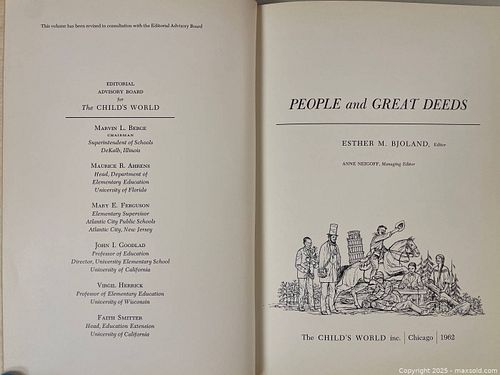 This volume has been revised in consultation with the Editorial Advisory Board
EDITORIAL
ADVISORY BOARD
for
The CHILD'S WORLD
MARVIN L. BERGE
CHAIRMAN
Superintendent of Schools
DeKalb, Illinois
MAURICE R. AHRENS
Head, Department of
Elementary Education
University of Florida
MARY E. FERGUSON
Elementary Supervisor
Atlantic City Public Schools
Atlantic City, New Jersey
JOHN I. GOODLAD
Professor of Education
Director, University Elementary School
University of California
VIRGIL HERRICK
Professor of Elementary Education
University of Wisconsin
FAITH SMITTER
Head, Education Extension
University of California
PEOPLE and GREAT DEEDS
ESTHER M. BJOLAND, Editor
ANNE NEIGOFF, Managing Editor
The CHILD'S WORLD inc. | Chicago | 1962
Copyright 2025 - maxsold.com